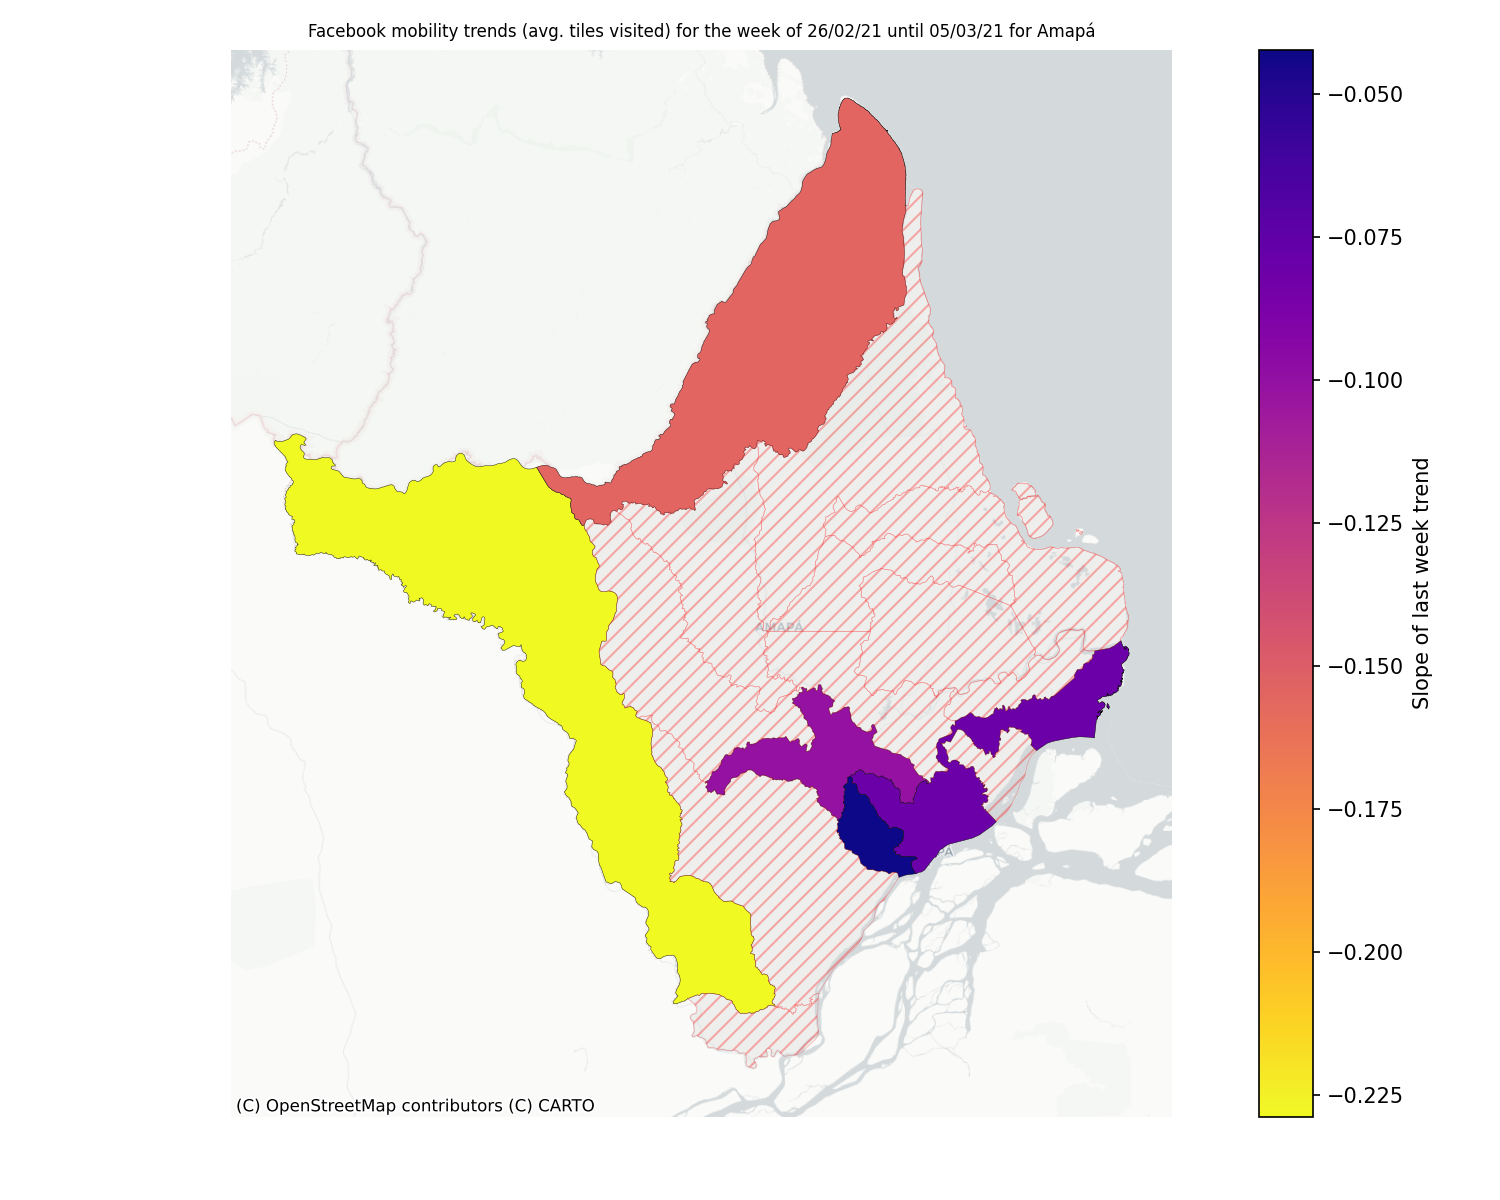 Facebook mobility trends (avg. tiles visited) for the week of 26/02/21 until 05/03/21 for Amapá
−0.050
−0.075
−0.100
−0.125
−0.150
−0.175
−0.200
−0.225
Slope of last week trend
AMAPÁ
PÁ
(C) OpenStreetMap contributors (C) CARTO